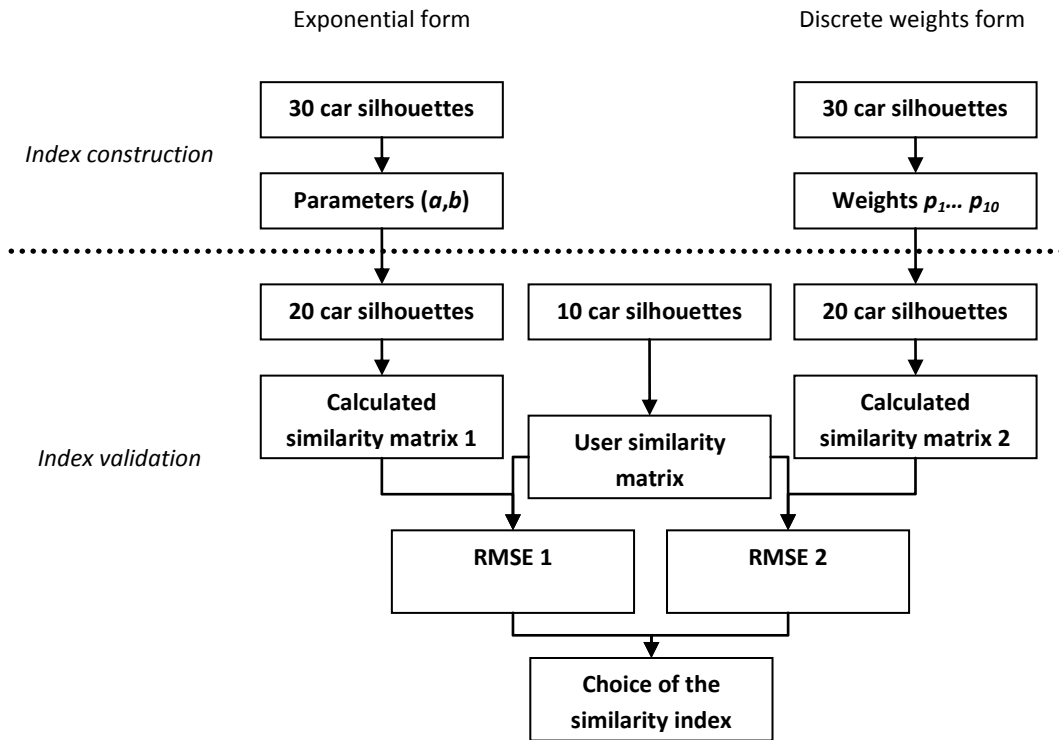 Exponential form
Discrete weights form
30 car silhouettes
30 car silhouettes
Index construction
Parameters (a,b)
Weights p1... p10
20 car silhouettes
10 car silhouettes
20 car silhouettes
Calculated
similarity matrix 1
User similarity
matrix
Calculated
similarity matrix 2
Index validation
RMSE 1
RMSE 2
Choice of the
similarity index